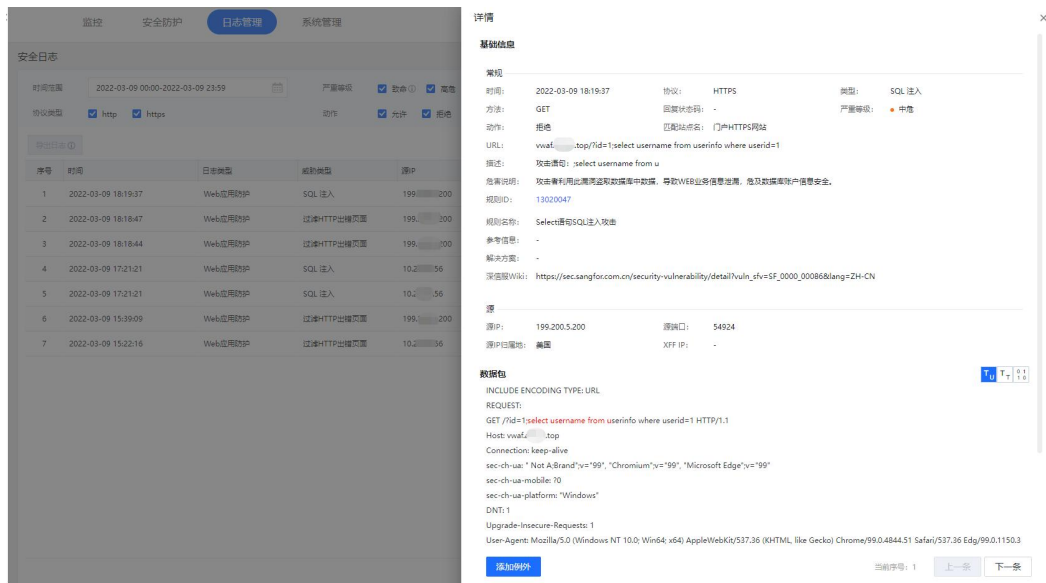 监控 安全防护 日志管理 系统管理
安全日志
时间范围 2022-03-09 00:00-2022-03-09 23:59 严重等级 致命 高危
协议类型 http https 动作 允许 拒绝
导出日志
序号 时间 日志类型 威胁类型 源IP
1 2022-03-09 18:19:37 Web应用防护 SQL 注入 199 200
2 2022-03-09 18:18:47 Web应用防护 过滤HTTP出错页面 199. 200
3 2022-03-09 18:18:44 Web应用防护 过滤HTTP出错页面 199. 200
4 2022-03-09 17:21:21 Web应用防护 SQL 注入 10.2 56
5 2022-03-09 17:21:21 Web应用防护 SQL 注入 10.2 .56
6 2022-03-09 15:39:09 Web应用防护 过滤HTTP出错页面 199. 200
7 2022-03-09 15:22:16 Web应用防护 过滤HTTP出错页面 10.2 56
详情
基础信息
常规
时间: 2022-03-09 18:19:37 协议: HTTPS 类型: SQL 注入
方法: GET 回复状态码: - 严重等级: 中危
动作: 拒绝 匹配站点名: 门户HTTPS网站
URL: vwaf. .top/?id=1;select username from userinfo where userid=1
描述: 攻击语句: ;select username from u
危害说明: 攻击者利用此漏洞盗取数据库中数据，导致WEB业务信息泄漏，危及数据库账户信息安全。
规则ID: 13020047
规则名称: Select语句SQL注入攻击
参考信息: -
解决方案: -
深信服Wiki: https://sec.sangfor.com.cn/security-vulnerability/detail?vuln_sfv=SF_0000_00086&lang=ZH-CN
源
源IP: 199.200.5.200 源端口: 54924
源IP归属地: 美国 XFF IP: -
数据包
INCLUDE ENCODING TYPE: URL
REQUEST:
GET /?id=1;select username from userinfo where userid=1 HTTP/1.1
Host: vwaf. .top
Connection: keep-alive
sec-ch-ua: " Not A;Brand";v="99", "Chromium";v="99", "Microsoft Edge";v="99"
sec-ch-ua-mobile: ?0
sec-ch-ua-platform: "Windows"
DNT: 1
Upgrade-Insecure-Requests: 1
User-Agent: Mozilla/5.0 (Windows NT 10.0; Win64; x64) AppleWebKit/537.36 (KHTML, like Gecko) Chrome/99.0.4844.51 Safari/537.36 Edg/99.0.1150.3
添加例外 当前序号: 1 上一条 下一条